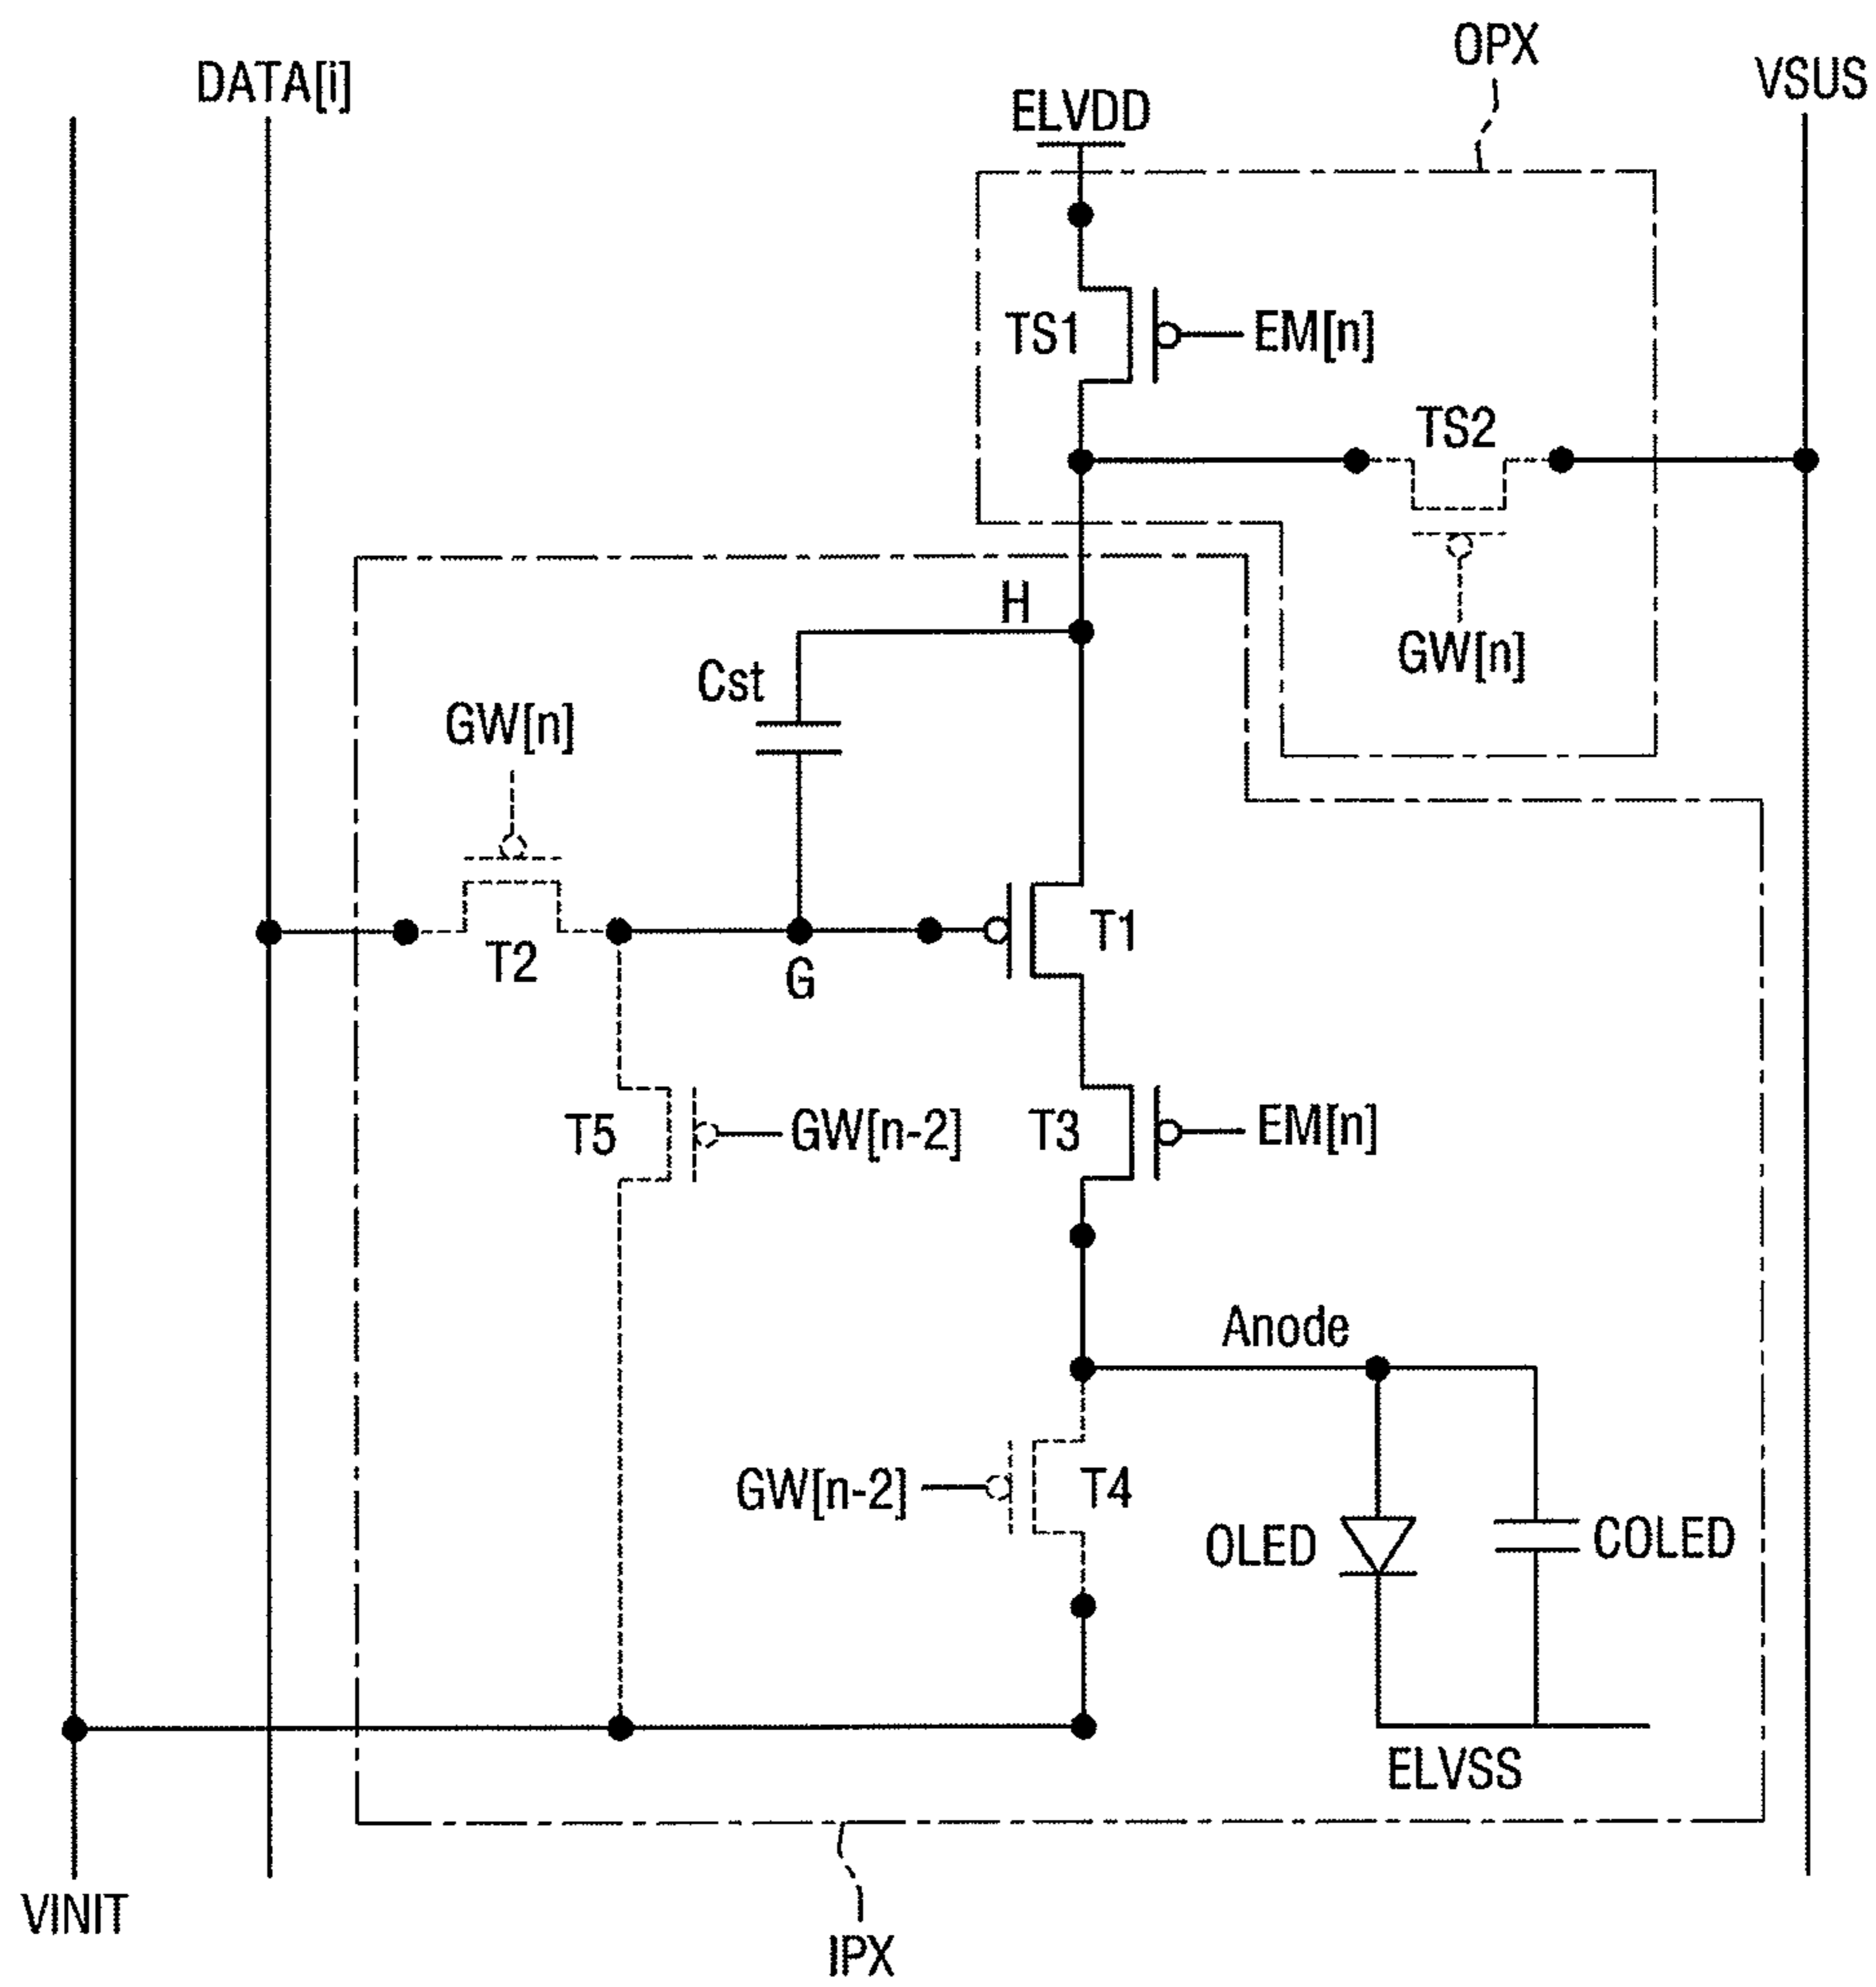 OPX
DATA[i]
VSUS
ELVDD
TS1
EM[n]
TS2
H
GW[n]
Cst
GW[n]
T1
T2
G
T5
GW[n-2]
T3
EM[n]
Anode
GW[n-2]
T4
OLED
COLED
ELVSS
VINIT
IPX